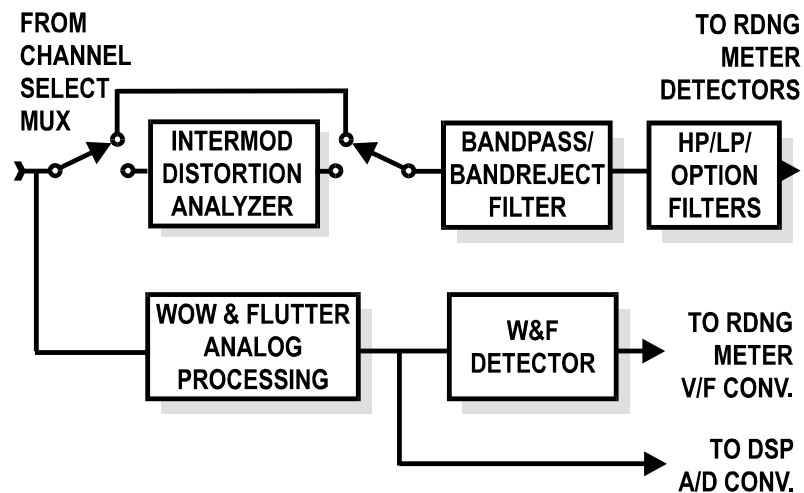 FROM
CHANNEL
SELECT
MUX
TO RDNG
METER
DETECTORS
INTERMOD
DISTORTION
ANALYZER
BANDPASS/
BANDREJECT
FILTER
HP/LP/
OPTION
FILTERS
WOW & FLUTTER
ANALOG
PROCESSING
W&F
DETECTOR
TO RDNG
METER
V/F CONV.
TO DSP
A/D CONV.